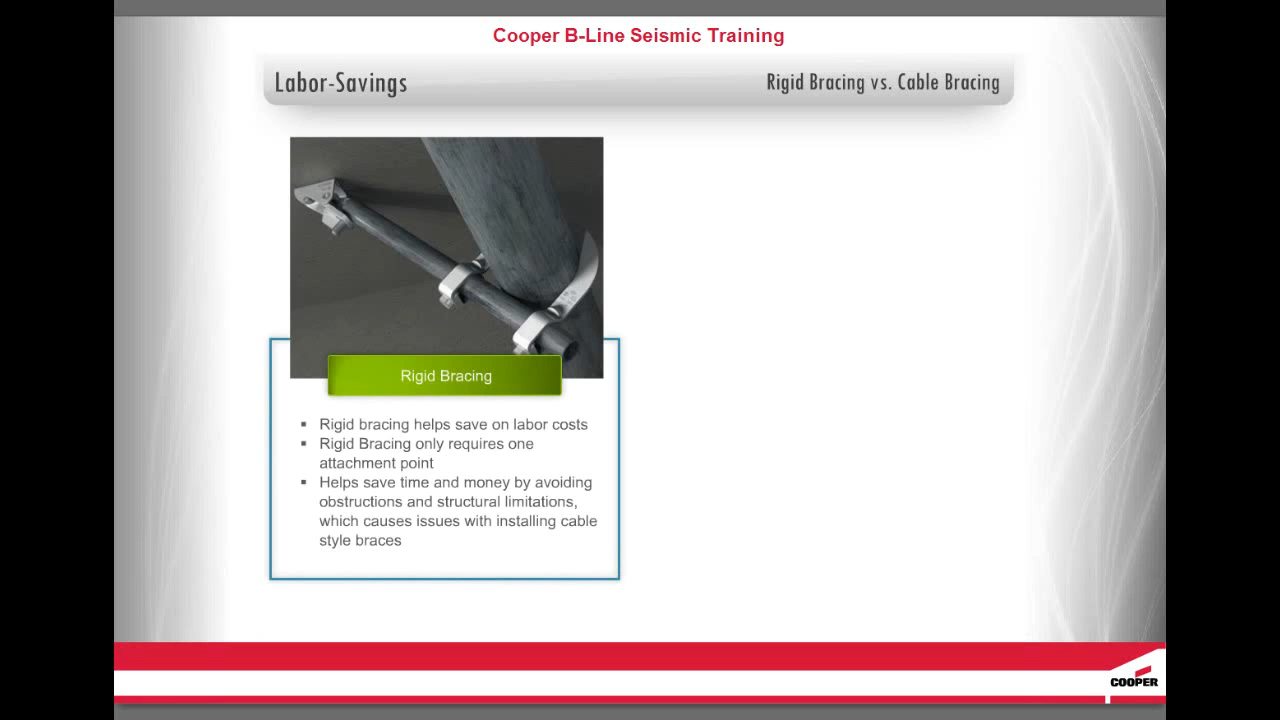 Cooper B-Line Seismic Training
Labor-Savings
Rigid Bracing vs. Cable Bracing
Rigid Bracing
▪ Rigid bracing helps save on labor costs
▪ Rigid Bracing only requires one
attachment point
▪ Helps save time and money by avoiding
obstructions and structural limitations,
which causes issues with installing cable
style braces
COOPER